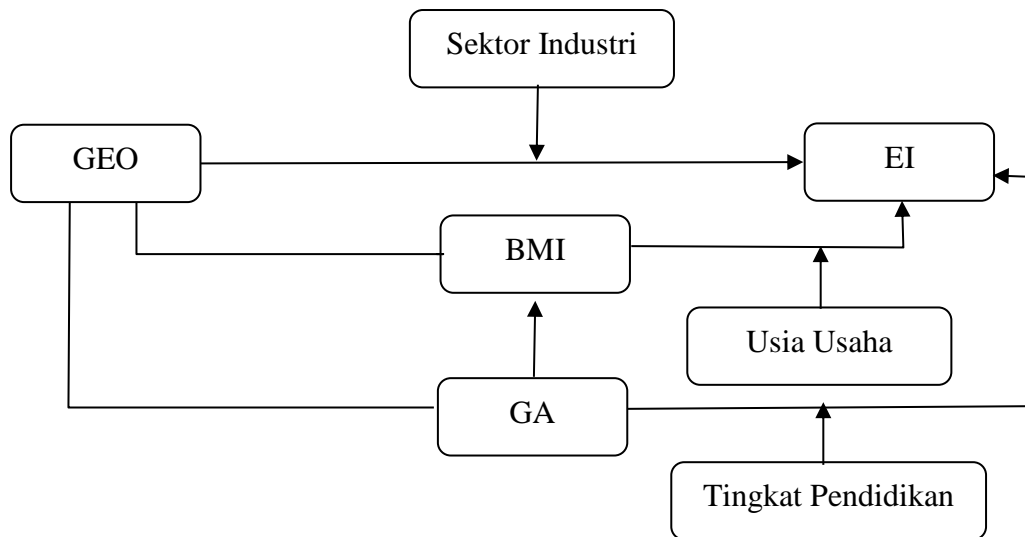 Sektor Industri
GEO
EI
BMI
Usia Usaha
GA
Tingkat Pendidikan